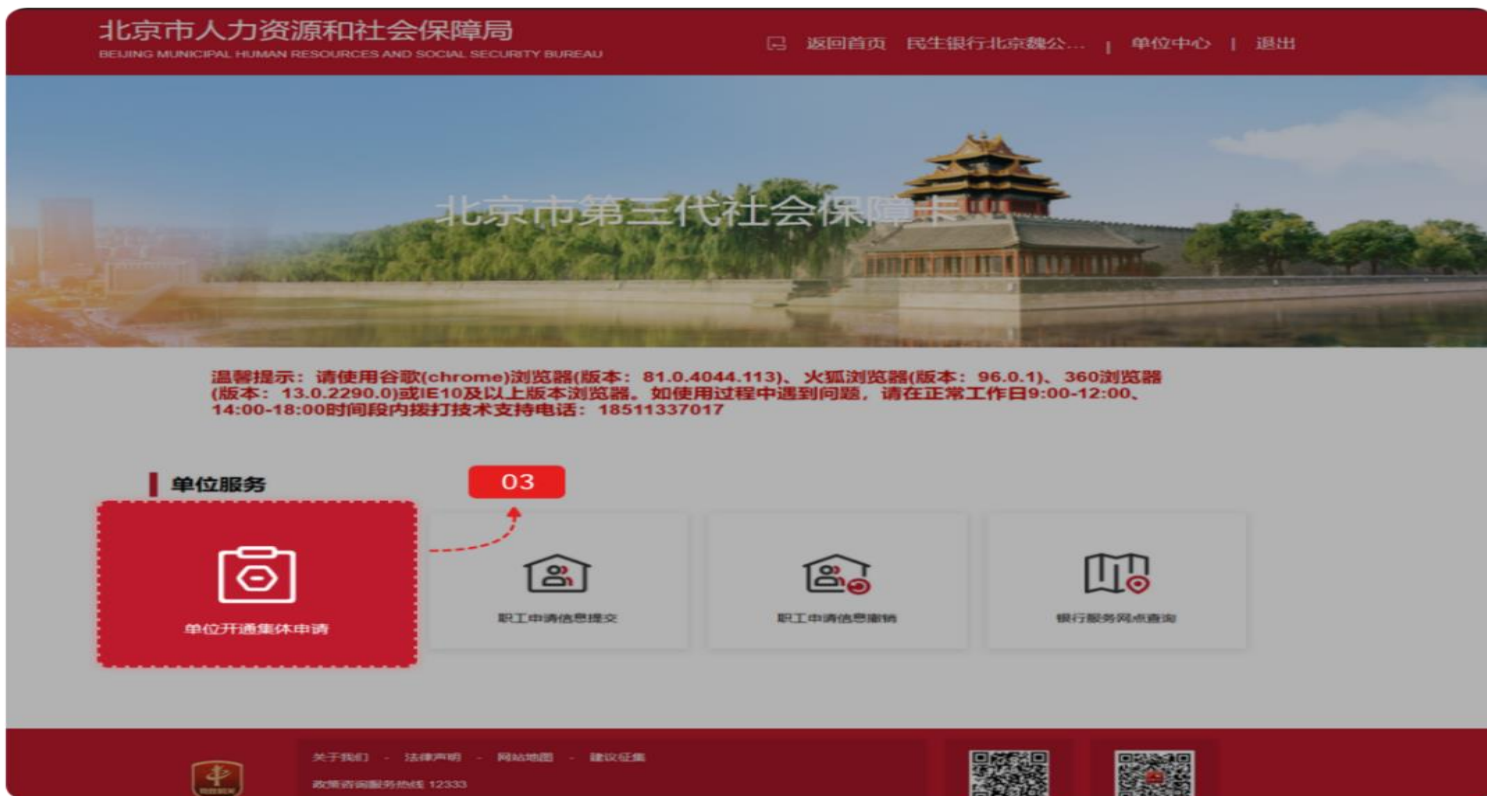 北京市人力资源和社会保障局
BEIJING MUNICIPAL HUMAN RESOURCES AND SOCIAL SECURITY BUREAU
返回首页 民生银行北京魏公... | 单位中心 | 退出
北京市第三代社会保障卡
温馨提示：请使用谷歌(chrome)浏览器(版本：81.0.4044.113)、火狐浏览器(版本：96.0.1)、360浏览器
(版本：13.0.2290.0)或IE10及以上版本浏览器。如使用过程中遇到问题，请在正常工作日9:00-12:00、
14:00-18:00时间段内拨打技术支持电话：18511337017
单位服务
03
单位开通集体申请
职工申请信息提交
职工申请信息撤销
银行服务网点查询
关于我们 - 法律声明 - 网站地图 - 建议征集
政策咨询服务热线 12333